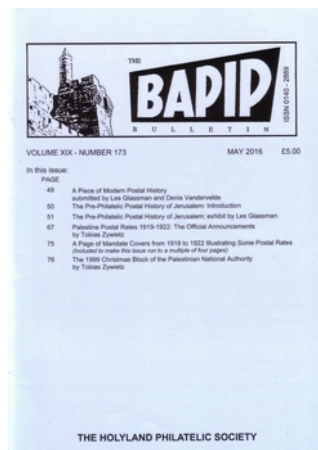 THE
BAPIP
BULLETIN
ISSN 0140 - 2889
VOLUME XIX - NUMBER 173 MAY 2016 £5.00
In this issue:
PAGE
49 A Piece of Modern Postal History
submitted by Les Glassman and Denis Vandervelde
50 The Pre-Philatelic Postal History of Jerusalem: Introduction
51 The Pre-Philatelic Postal History of Jerusalem: exhibit by Les Glassman
67 Palestine Postal Rates 1919-1922: The Official Announcements
by Tobias Zywietz
75 A Page of Mandate Covers from 1918 to 1922 Illustrating Some Postal Rates
(included to make this issue run to a multiple of four pages)
76 The 1999 Christmas Block of the Palestinian National Authority
by Tobias Zywietz
THE HOLYLAND PHILATELIC SOCIETY